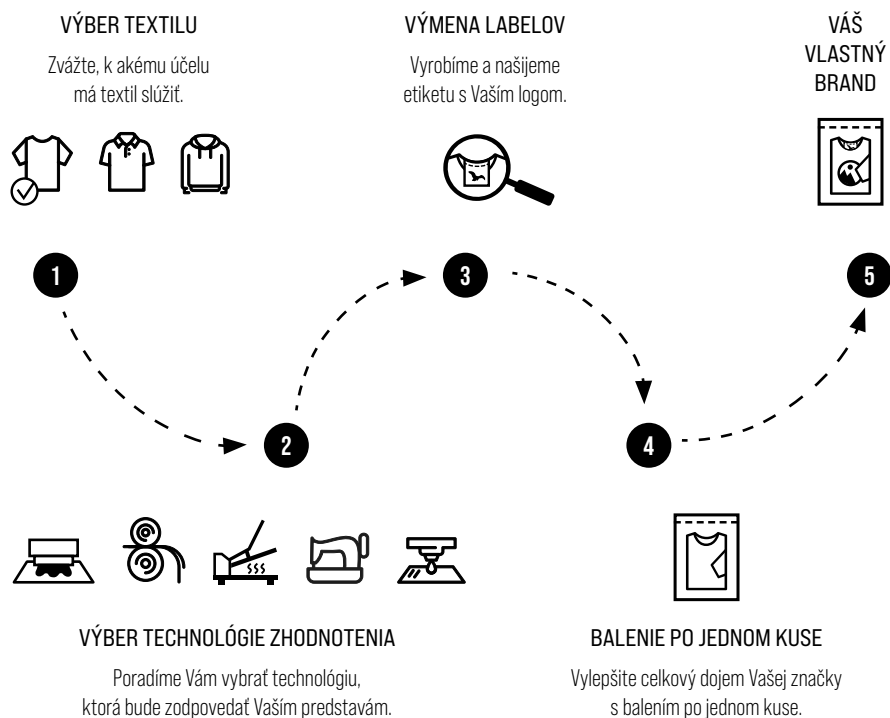 VÝBER TEXTILU
Zvážte, k akému účelu
má textil slúžiť.
1
VÝBER TECHNOLÓGIE ZHODNOTENIA
Poradíme Vám vybrať technológiu,
ktorá bude zodpovedať Vaším predstavám.
2
VÝMENA LABELOV
Vyrobíme a našijeme
etiketu s Vaším logom.
3
BALENIE PO JEDNOM KUSE
Vylepšite celkový dojem Vašej značky
s balením po jednom kuse.
4
VÁŠ
VLASTNÝ
BRAND
5